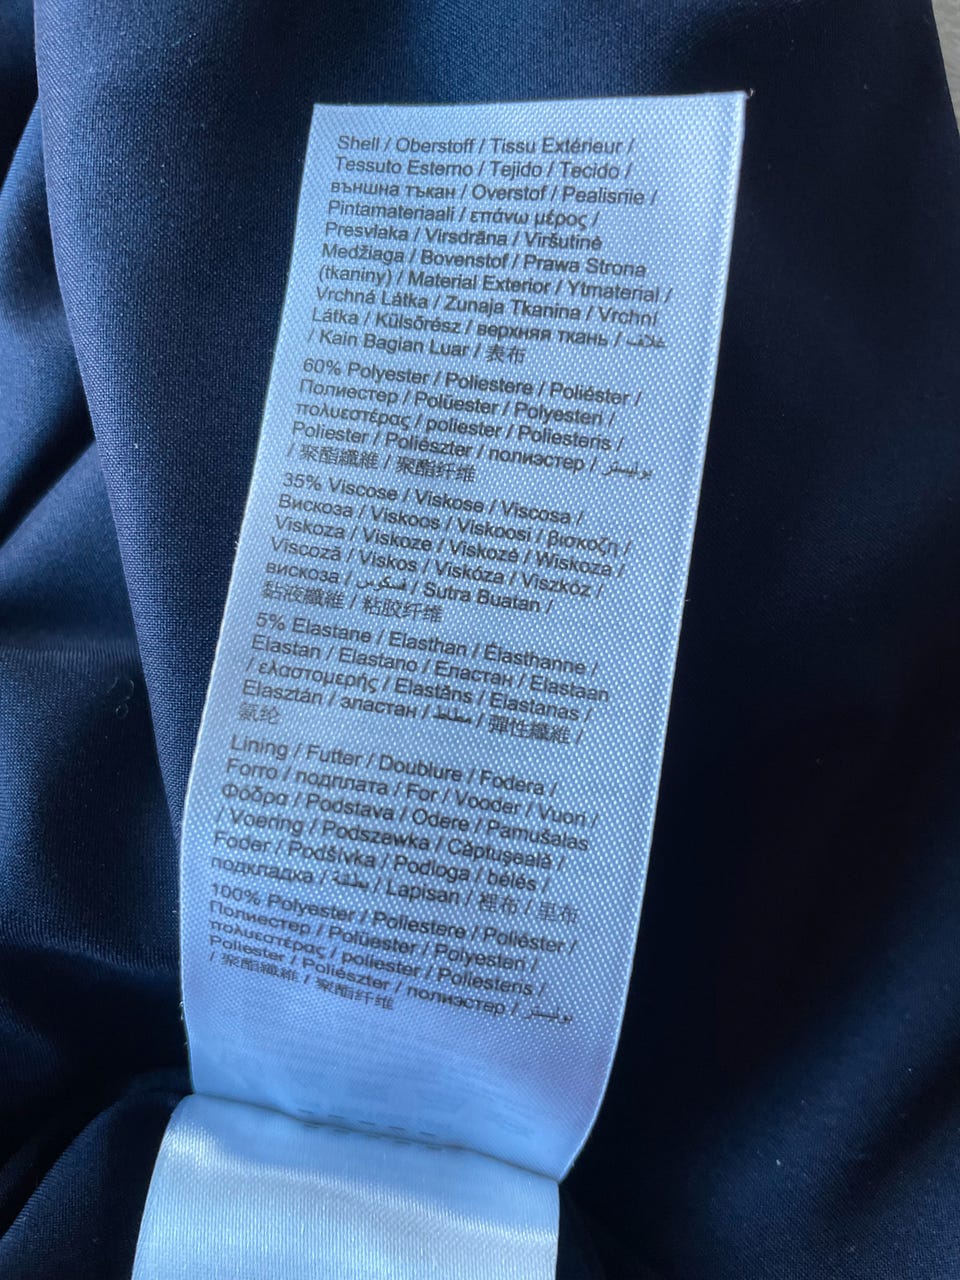 Shell / Oberstoff / Tissu Extérieur /
Tessuto Esterno / Tejido / Tecido /
външна тъкан / Overstof / Pealisriie /
Pintamateriaali / επάνω μέρος /
Presvlaka / Virsdrāna / Viršutinė
Medžiaga / Bovenstof / Prawa Strona
(tkaniny) / Material Exterior / Ytmaterial /
Vrchná Látka / Zunaja Tkanina / Vrchní
Látka / Külsőrész / верхняя ткань / غلاف
/ Kain Bagian Luar / 表布
60% Polyester / Poliestere / Poliéster /
Полиестер / Polüester / Polyesteri /
πολυεστέρας / poliester / Poliesteris /
Poliester / Poliészter / полиэстер / بوليستر
/ 聚酯纖維 / 聚酯纤维
35% Viscose / Viskose / Viscosa /
Вискоза / Viskoos / Viskoosi / βισκοζη /
Viskoza / Viskoze / Viskozė / Wiskoza /
Viscoză / Viskos / Viskóza / Viszkóz /
вискоза / فسكوس / Sutra Buatan /
黏液纖維 / 粘胶纤维
5% Elastane / Elasthan / Élasthanne /
Elastan / Elastano / Еластан / Elastaan
/ ελαστομερής / Elastāns / Elastanas /
Elasztán / эластан / مطط / 彈性纖維 /
氨纶
Lining / Futter / Doublure / Fodera /
Forro / подплата / For / Vooder / Vuori /
Φόδρα / Podstava / Odere / Pamušalas
/ Voering / Podszewka / Căptuşeală /
Foder / Podšívka / Podloga / bélés /
подкладка / بطانة / Lapisan / 裡布 / 里布
100% Polyester / Poliestere / Poliéster /
Полиестер / Polüester / Polyesteri /
πολυεστέρας / poliester / Poliesteris /
Poliester / Poliészter / полиэстер / بوليستر
/ 聚酯纖維 / 聚酯纤维